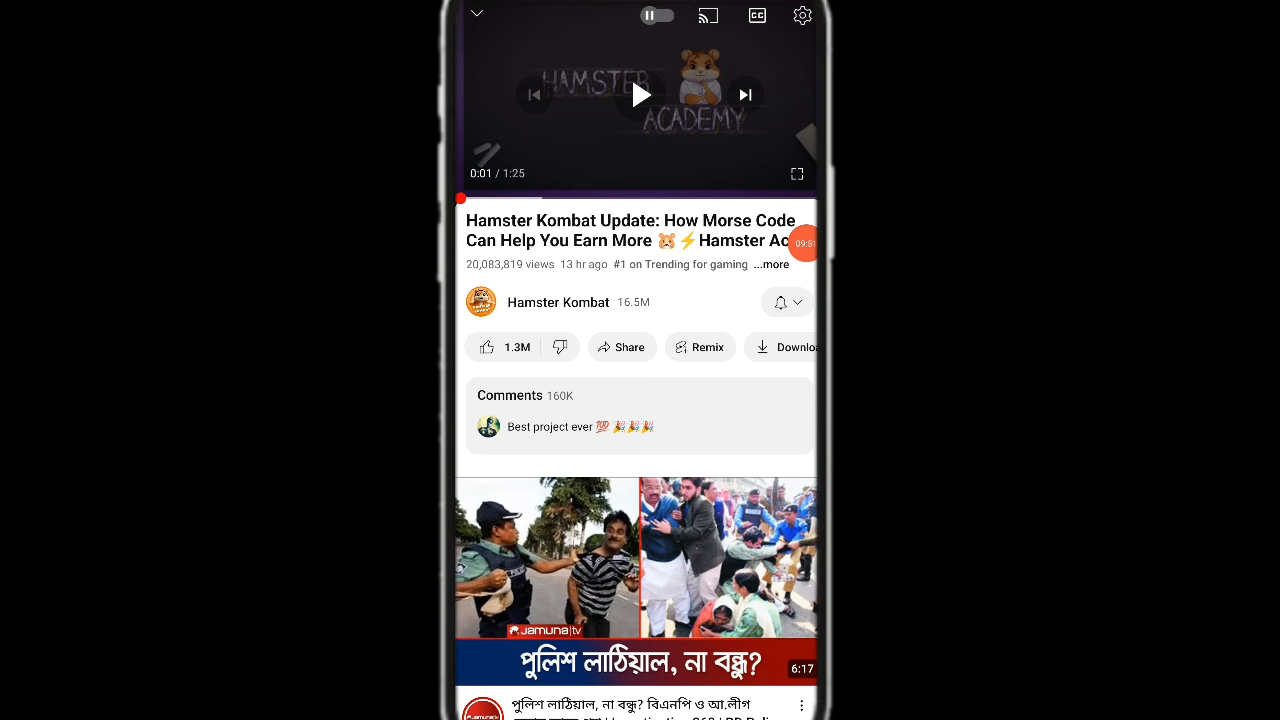 HAMSTER
ACADEMY
0:01 / 1:25
Hamster Kombat Update: How Morse Code
Can Help You Earn More 🐹⚡Hamster Ac
09:51
20,083,819 views 13 hr ago #1 on Trending for gaming ...more
Hamster Kombat 16.5M
1.3M Share Remix Downloa
Comments 160K
Best project ever 💯 🎉🎉🎉
JAMUNA|TV
পুলিশ লাঠিয়াল, না বন্ধু?
6:17
পুলিশ লাঠিয়াল, না বন্ধু? বিএনপি ও আ.লীগ